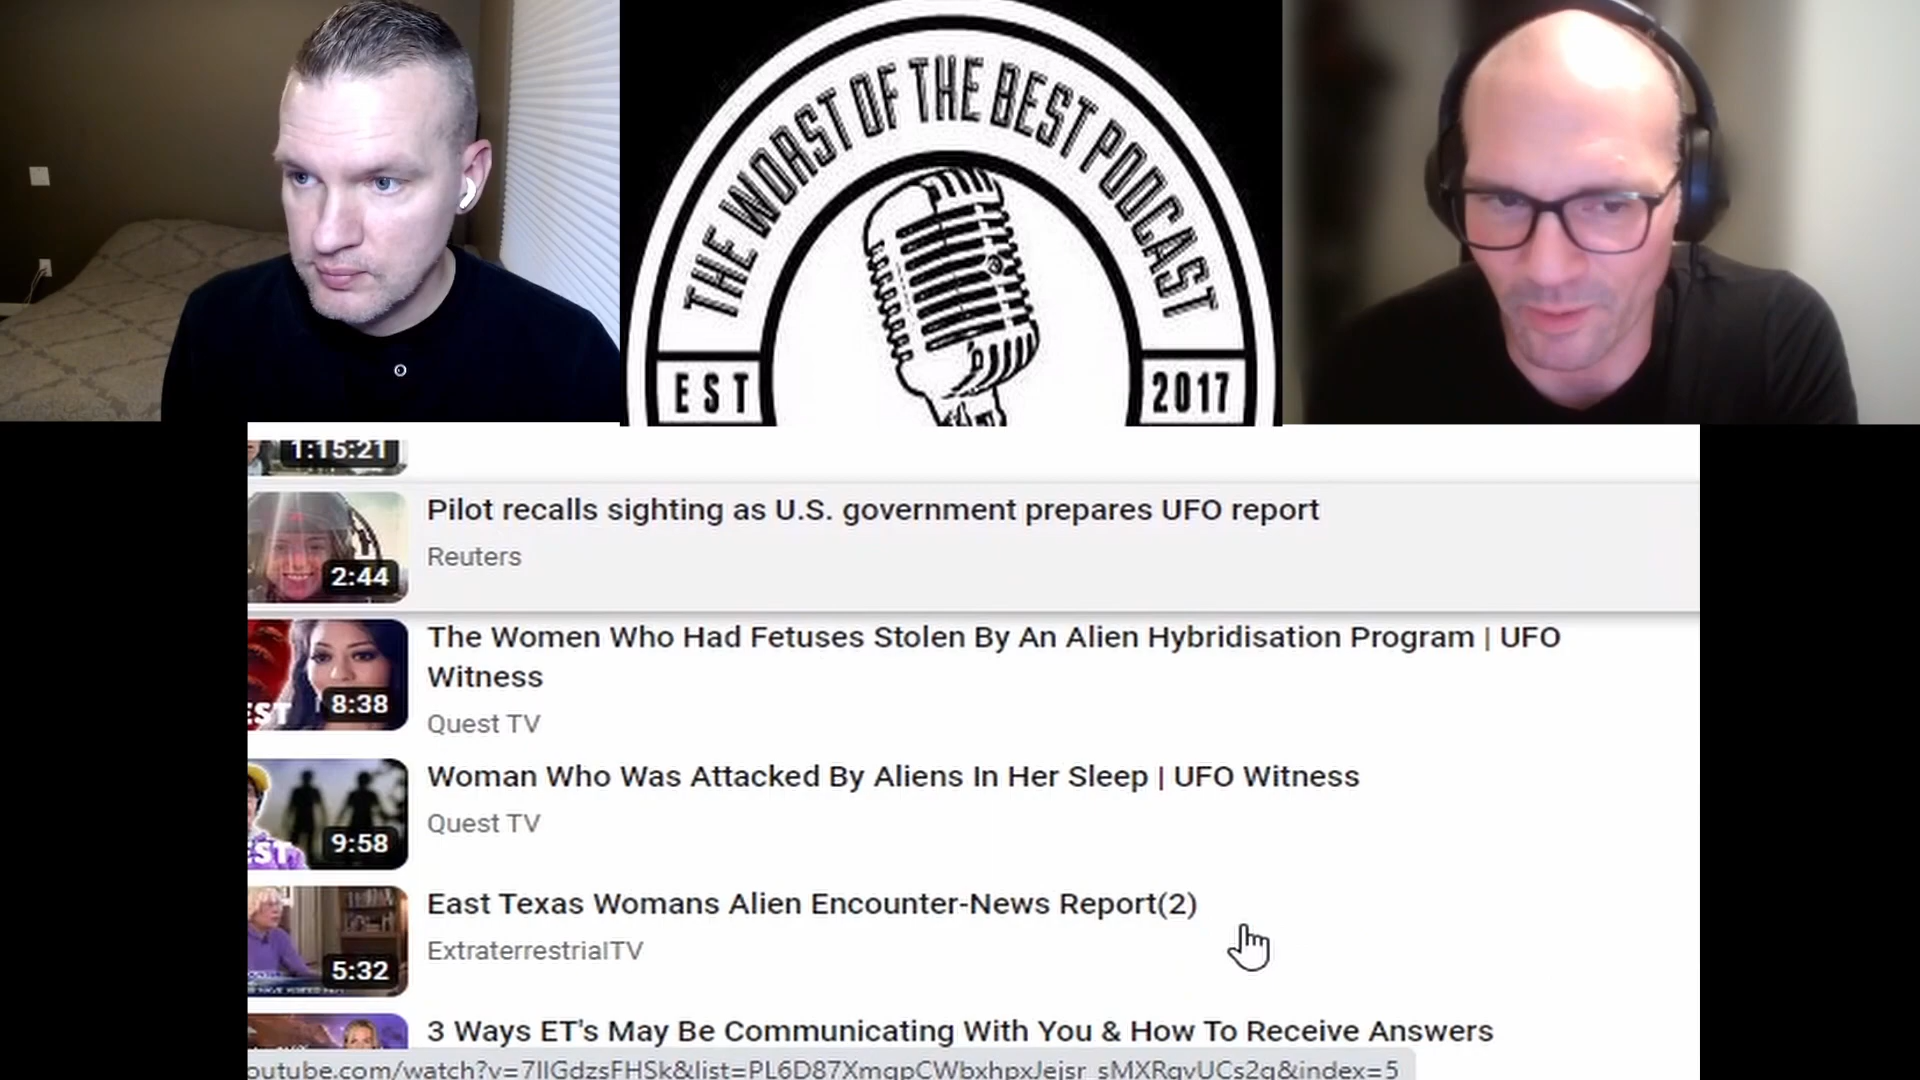 THE WORST OF THE BEST PODCAST
EST
2017
1:15:21
Pilot recalls sighting as U.S. government prepares UFO report
Reuters
2:44
The Women Who Had Fetuses Stolen By An Alien Hybridisation Program | UFO
Witness
Quest TV
EST
8:38
Woman Who Was Attacked By Aliens In Her Sleep | UFO Witness
Quest TV
EST
9:58
East Texas Womans Alien Encounter-News Report(2)
ExtraterrestrialTV
5:32
3 Ways ET's May Be Communicating With You & How To Receive Answers